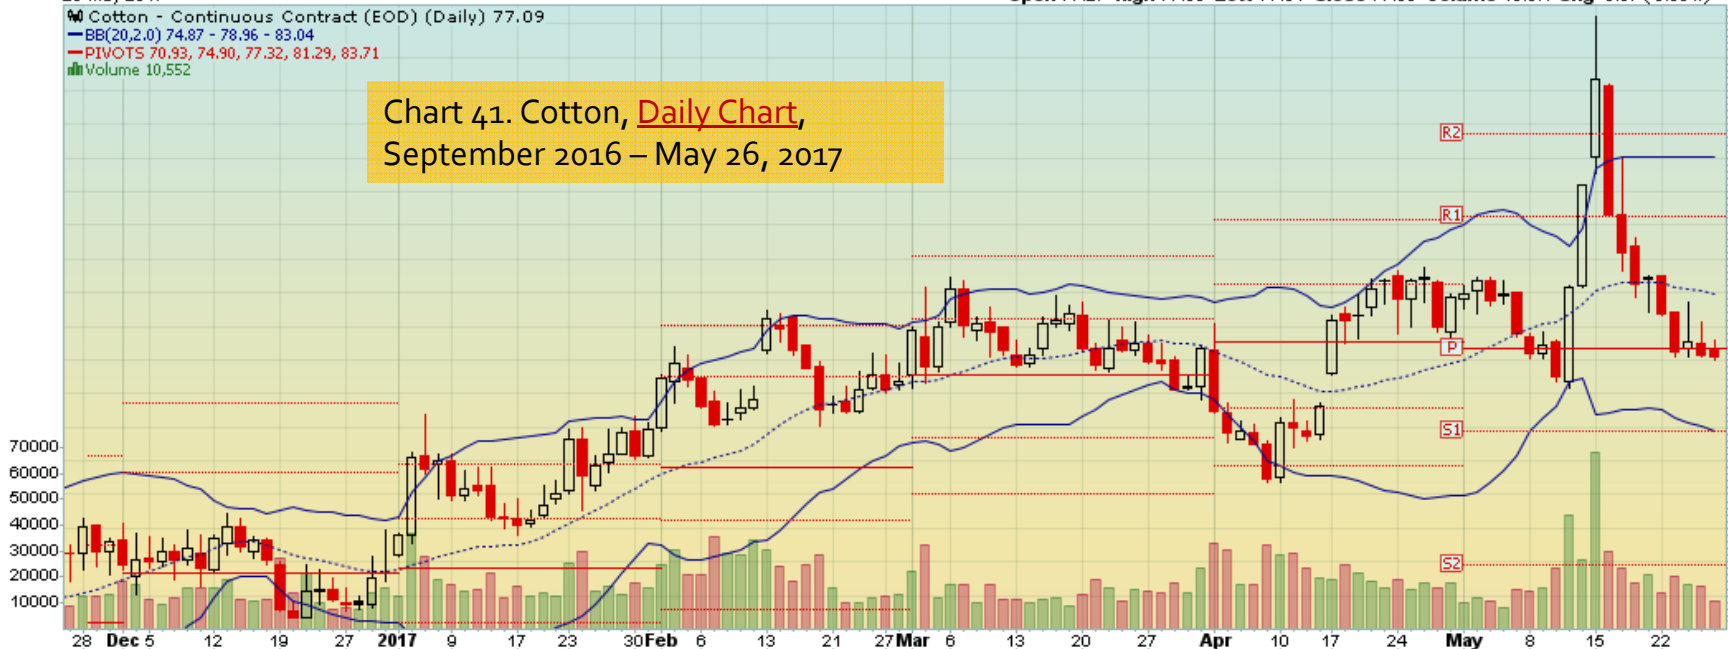 Cotton - Continuous Contract (EOD) (Daily) 77.09
BB(20,2.0) 74.87 - 78.96 - 83.04
PIVOTS 70.93, 74.90, 77.32, 81.29, 83.71
Volume 10,552
Chart 41. Cotton, Daily Chart,
September 2016 – May 26, 2017
R2
R1
P
S1
S2
70000
60000
50000
40000
30000
20000
10000
28 Dec 5 12 19 27 2017 9 17 23 30 Feb 6 13 21 27 Mar 6 13 20 27 Apr 10 17 24 May 8 15 22